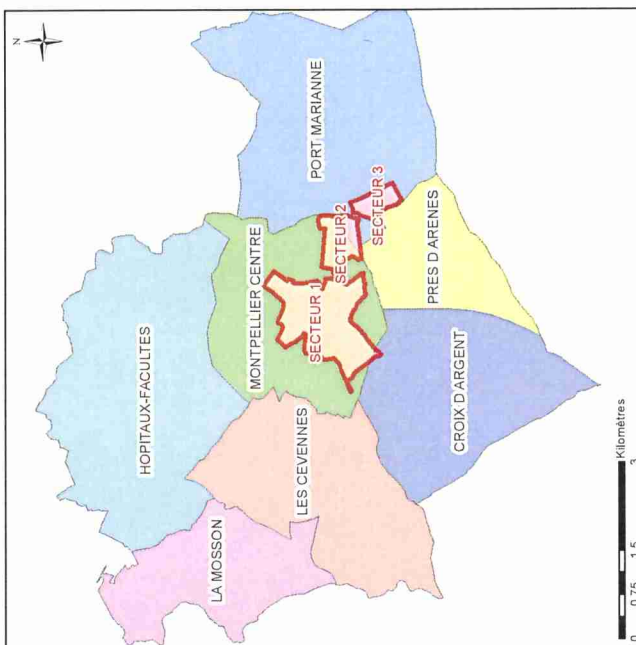 N
HOPITAUX-FACULTES
LA MOSSON
MONTPELLIER CENTRE
PORT MARIANNE
LES CEVENNES
SECTEUR 1
SECTEUR 2
SECTEUR 3
PRES D ARENES
CROIX D'ARGENT
0 0,75 1,5 3
Kilomètres